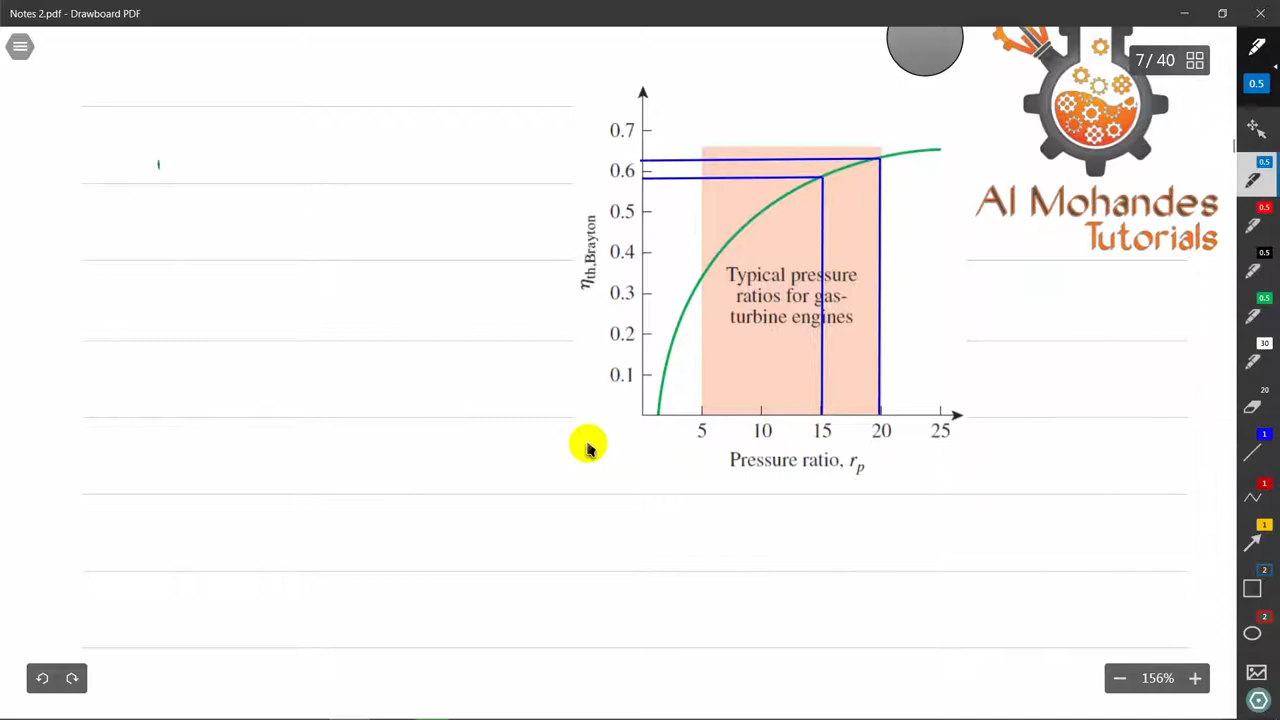 Notes 2.pdf - Drawboard PDF
7 / 40
0.5
0.7
0.6
0.5
0.4
0.3
0.2
0.1
ηth,Brayton
Typical pressure
ratios for gas-
turbine engines
5 10 15 20 25
Pressure ratio, rp
Al Mohandes
Tutorials
0.5
0.5
0.5
0.5
30
20
1
1
1
2
2
156%